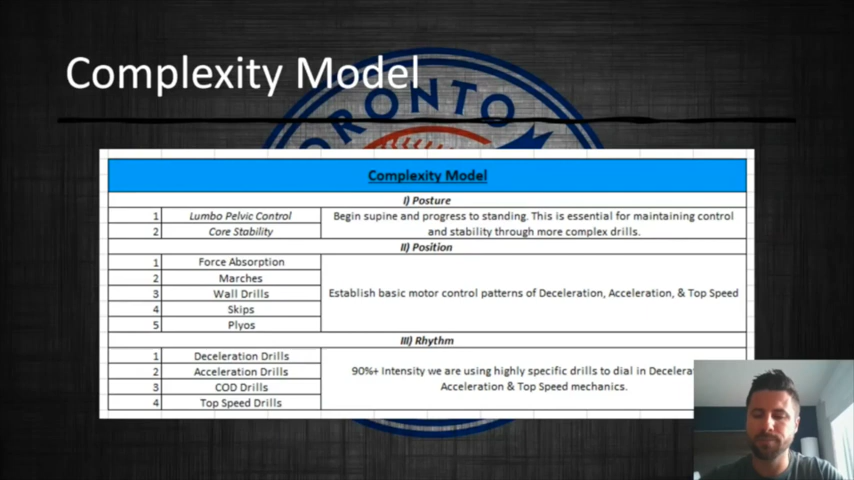 Complexity Model
TORONTO
Complexity Model
I) Posture
1 Lumbo Pelvic Control
2 Core Stability
Begin supine and progress to standing. This is essential for maintaining control
and stability through more complex drills.
II) Position
1 Force Absorption
2 Marches
3 Wall Drills
4 Skips
5 Plyos
Establish basic motor control patterns of Deceleration, Acceleration, & Top Speed
III) Rhythm
1 Deceleration Drills
2 Acceleration Drills
3 COD Drills
4 Top Speed Drills
90%+ Intensity we are using highly specific drills to dial in
Acceleration & Top Speed mechanics.